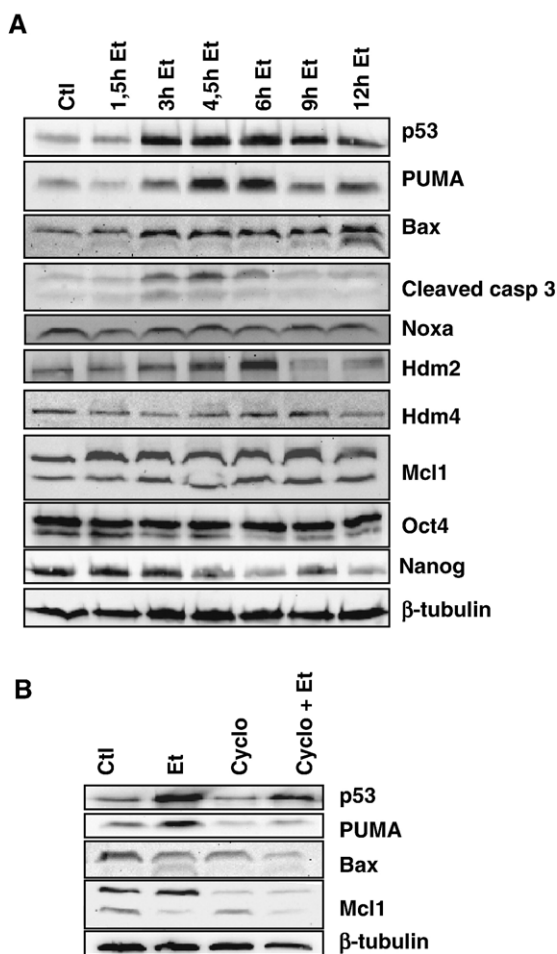 A
Ctl
1,5h Et
3h Et
4,5h Et
6h Et
9h Et
12h Et
p53
PUMA
Bax
Cleaved casp 3
Noxa
Hdm2
Hdm4
Mcl1
Oct4
Nanog
β-tubulin
B
Ctl
Et
Cyclo
Cyclo + Et
p53
PUMA
Bax
Mcl1
β-tubulin